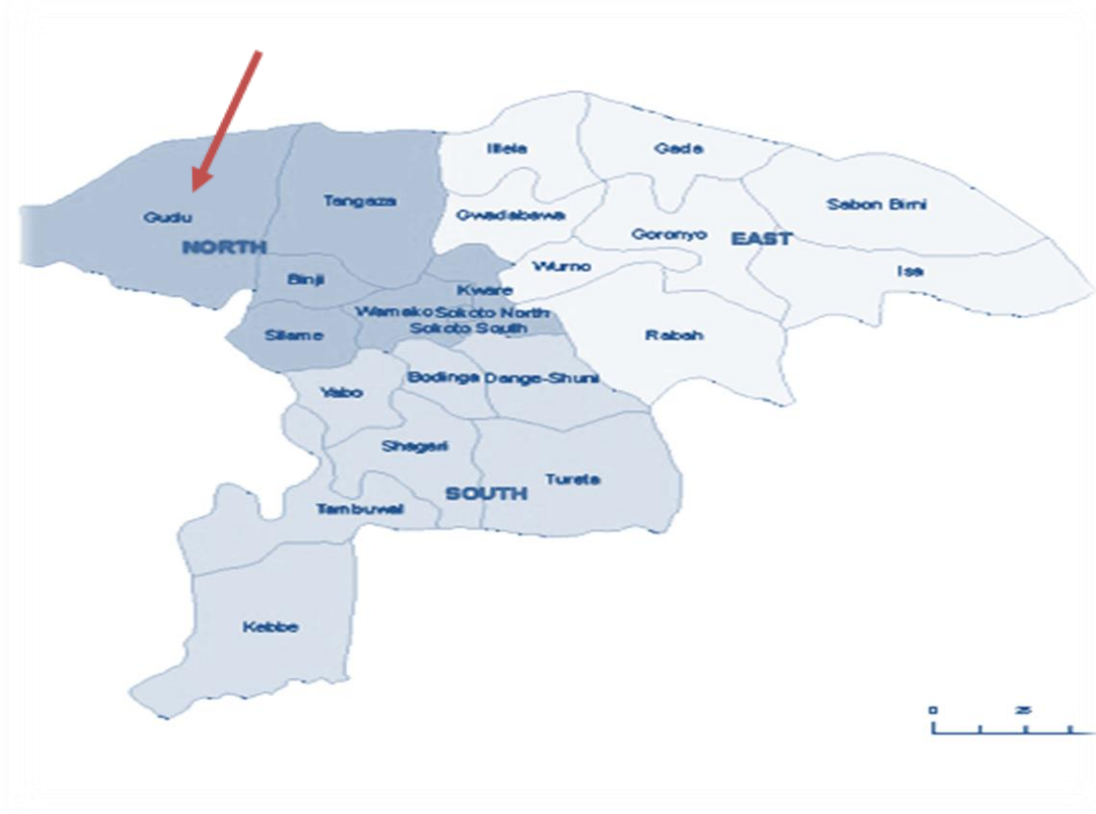 Illela
Gada
Tangaza
Sabon Birni
Gudu
Gwadabawa
Goronyo
EAST
NORTH
Wurno
Isa
Binji
Kware
Wamako Sokoto North
Sokoto South
Silame
Rabah
Yabo
Bodinga
Dange-Shuni
Shagari
Tureta
SOUTH
Tambuwal
Kebbe
0 25